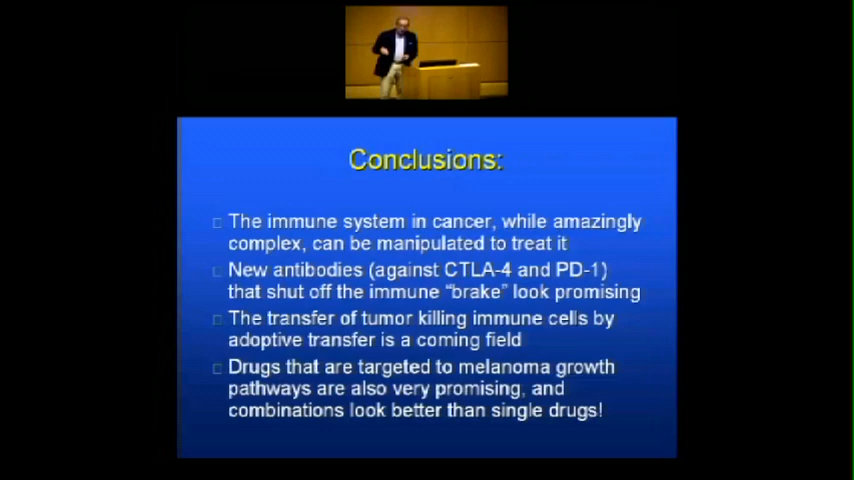 Conclusions:
The immune system in cancer, while amazingly
complex, can be manipulated to treat it
New antibodies (against CTLA-4 and PD-1)
that shut off the immune “brake” look promising
The transfer of tumor killing immune cells by
adoptive transfer is a coming field
Drugs that are targeted to melanoma growth
pathways are also very promising, and
combinations look better than single drugs!